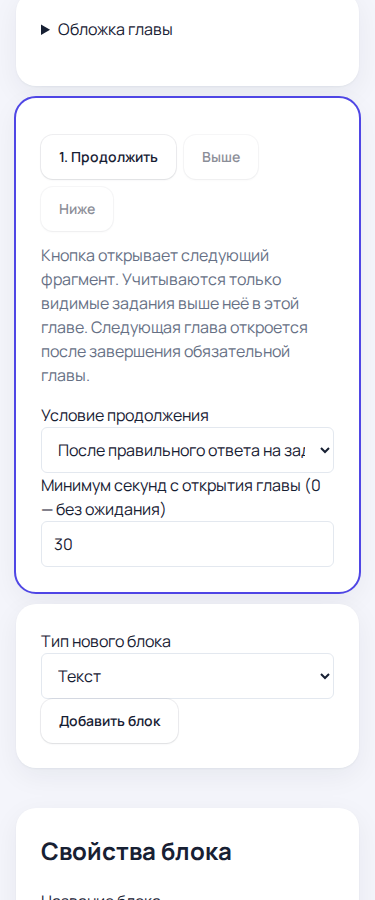 Обложка главы
1. Продолжить
Выше
Ниже
Кнопка открывает следующий
фрагмент. Учитываются только
видимые задания выше неё в этой
главе. Следующая глава откроется
после завершения обязательной
главы.
Условие продолжения
После правильного ответа на
Минимум секунд с открытия главы (0
— без ожидания)
30
Тип нового блока
Текст
Добавить блок
Свойства блока
Название блока